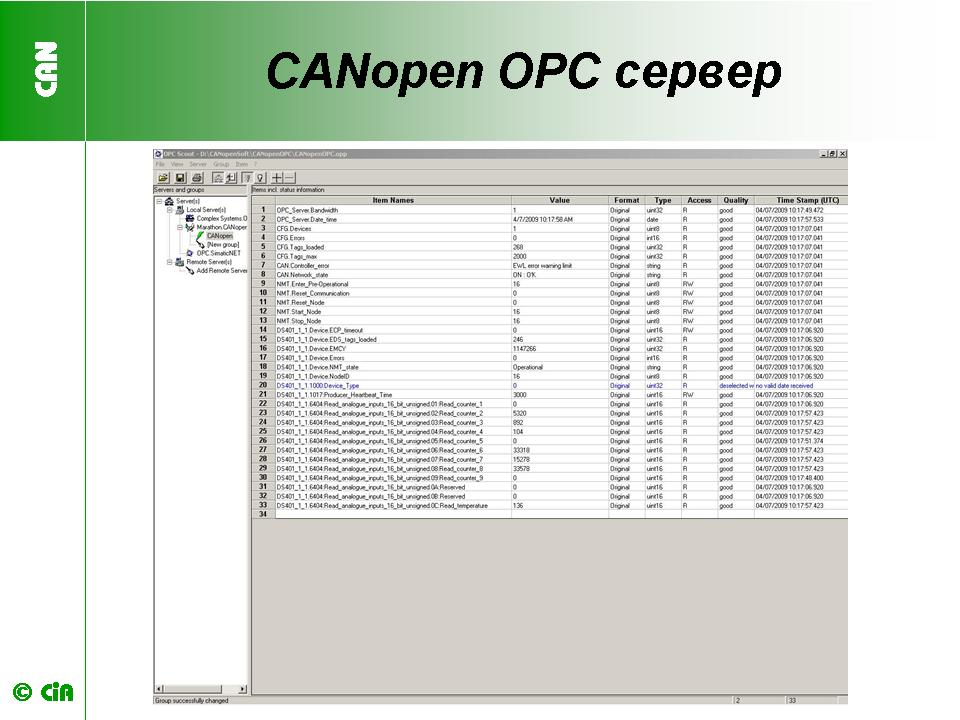 CAN
CANopen OPC сервер
OPC Scout - D:\CANopenSoft\CANopenOPC\CANopenOPC.opp
File View Server Group Item ?
Servers and groups
Items incl. status information
Server(s)
Local Server(s)
Complex Systems.O
Marathon.CANoper
CANopen
[New group]
OPC.SimaticNET
Remote Server(s)
Add Remote Server
Item Names Value Format Type Access Quality Time Stamp (UTC)
1 OPC_Server.Bandwidth 1 Original uint32 R good 04/07/2009 10:17:49.472
2 OPC_Server.Date_time 4/7/2009 10:17:58 AM Original date R good 04/07/2009 10:17:57.533
3 CFG.Devices 1 Original uint8 R good 04/07/2009 10:17:07.041
4 CFG.Errors 0 Original int16 R good 04/07/2009 10:17:07.041
5 CFG.Tags_loaded 268 Original uint32 R good 04/07/2009 10:17:07.041
6 CFG.Tags_max 2000 Original uint32 R good 04/07/2009 10:17:07.041
7 CAN.Controller_error EWL error warning limit Original string R good 04/07/2009 10:17:07.041
8 CAN.Network_state ON : O'K. Original string R good 04/07/2009 10:17:07.041
9 NMT.Enter_Pre-Operational 16 Original uint8 RW good 04/07/2009 10:17:07.041
10 NMT.Reset_Communication 0 Original uint8 RW good 04/07/2009 10:17:07.041
11 NMT.Reset_Node 0 Original uint8 RW good 04/07/2009 10:17:07.041
12 NMT.Start_Node 16 Original uint8 RW good 04/07/2009 10:17:07.041
13 NMT.Stop_Node 16 Original uint8 RW good 04/07/2009 10:17:07.041
14 DS401_1_1.Device.ECP_timeout 0 Original uint16 RW good 04/07/2009 10:17:06.920
15 DS401_1_1.Device.EDS_tags_loaded 246 Original uint32 R good 04/07/2009 10:17:06.920
16 DS401_1_1.Device.EMCY 1147266 Original uint32 R good 04/07/2009 10:17:06.920
17 DS401_1_1.Device.Errors 0 Original int16 R good 04/07/2009 10:17:06.920
18 DS401_1_1.Device.NMT_state Operational Original string R good 04/07/2009 10:17:06.920
19 DS401_1_1.Device.NodeID 16 Original uint8 R good 04/07/2009 10:17:06.920
20 DS401_1_1.1000:Device_Type 0 Original uint32 R deselected w no valid date received
21 DS401_1_1.1017:Producer_Heartbeat_Time 3000 Original uint16 RW good 04/07/2009 10:17:06.920
22 DS401_1_1.6404:Read_analogue_inputs_16_bit_unsigned.01:Read_counter_1 0 Original uint16 R good 04/07/2009 10:17:06.920
23 DS401_1_1.6404:Read_analogue_inputs_16_bit_unsigned.02:Read_counter_2 5320 Original uint16 R good 04/07/2009 10:17:57.423
24 DS401_1_1.6404:Read_analogue_inputs_16_bit_unsigned.03:Read_counter_3 892 Original uint16 R good 04/07/2009 10:17:57.423
25 DS401_1_1.6404:Read_analogue_inputs_16_bit_unsigned.04:Read_counter_4 104 Original uint16 R good 04/07/2009 10:17:57.423
26 DS401_1_1.6404:Read_analogue_inputs_16_bit_unsigned.05:Read_counter_5 0 Original uint16 R good 04/07/2009 10:17:51.374
27 DS401_1_1.6404:Read_analogue_inputs_16_bit_unsigned.06:Read_counter_6 33318 Original uint16 R good 04/07/2009 10:17:57.423
28 DS401_1_1.6404:Read_analogue_inputs_16_bit_unsigned.07:Read_counter_7 15278 Original uint16 R good 04/07/2009 10:17:57.423
29 DS401_1_1.6404:Read_analogue_inputs_16_bit_unsigned.08:Read_counter_8 33578 Original uint16 R good 04/07/2009 10:17:57.423
30 DS401_1_1.6404:Read_analogue_inputs_16_bit_unsigned.09:Read_counter_9 0 Original uint16 R good 04/07/2009 10:17:48.400
31 DS401_1_1.6404:Read_analogue_inputs_16_bit_unsigned.0A:Reserved 0 Original uint16 R good 04/07/2009 10:17:06.920
32 DS401_1_1.6404:Read_analogue_inputs_16_bit_unsigned.0B:Reserved 0 Original uint16 R good 04/07/2009 10:17:06.920
33 DS401_1_1.6404:Read_analogue_inputs_16_bit_unsigned.0C:Read_temperature 136 Original uint16 R good 04/07/2009 10:17:57.423
34
Group successfully changed 2 33
© CiA